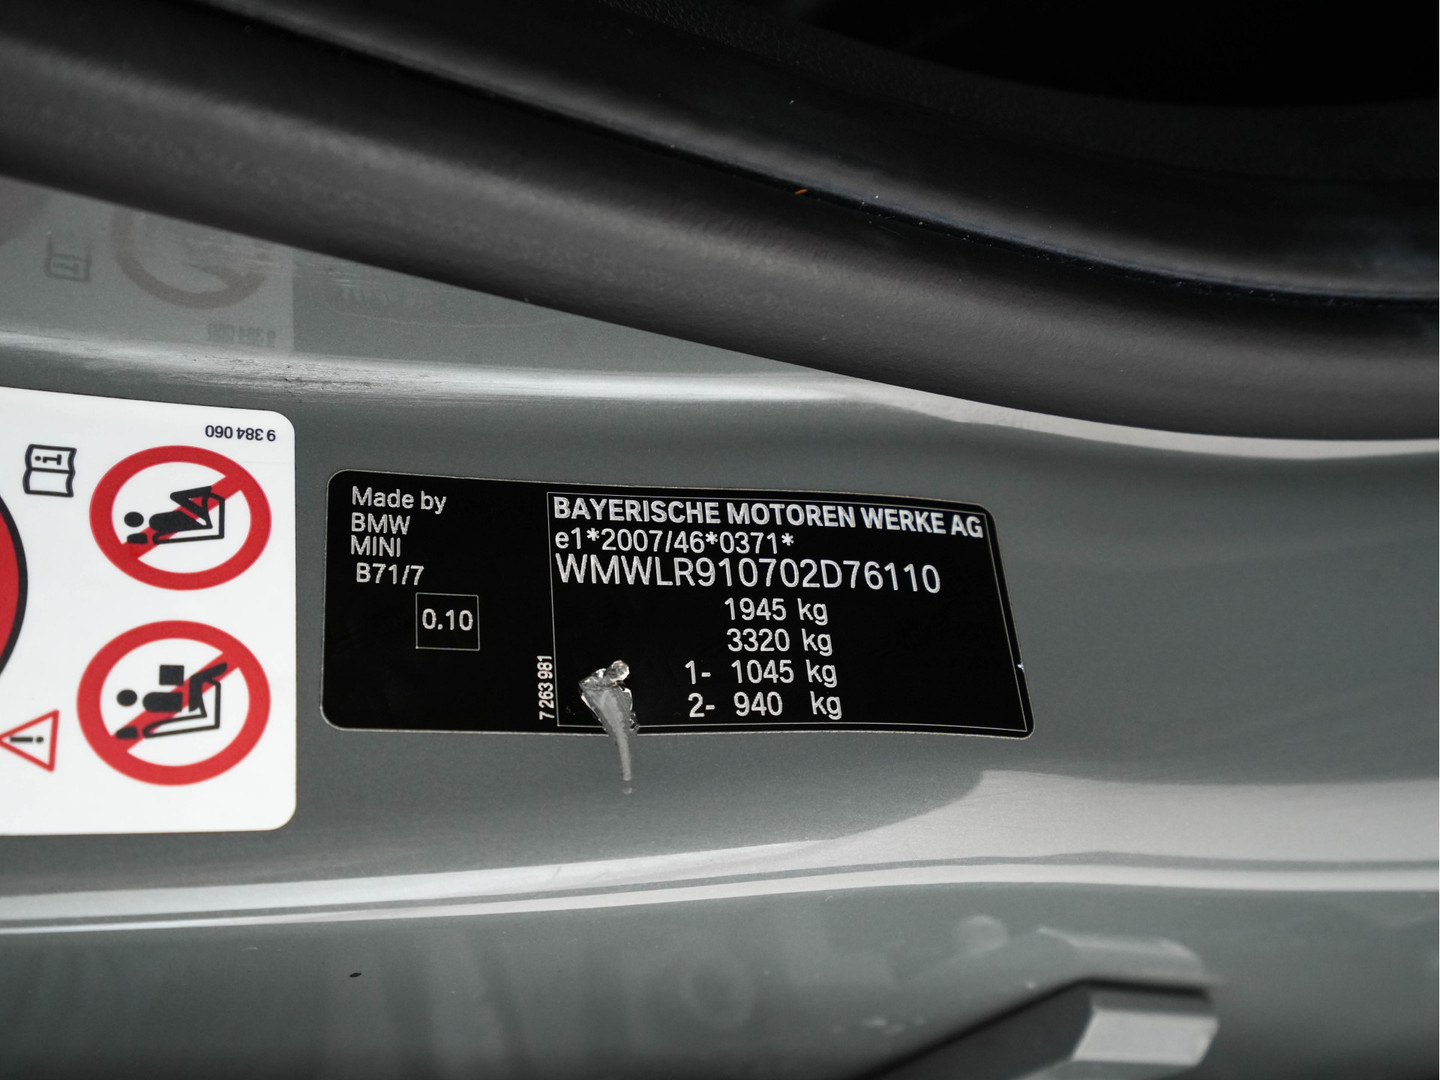 9 384 060
Made by
BMW
MINI
B71/7
0.10
7 263 981
BAYERISCHE MOTOREN WERKE AG
e1*2007/46*0371*
WMWLR910702D76110
1945 kg
3320 kg
1- 1045 kg
2- 940 kg